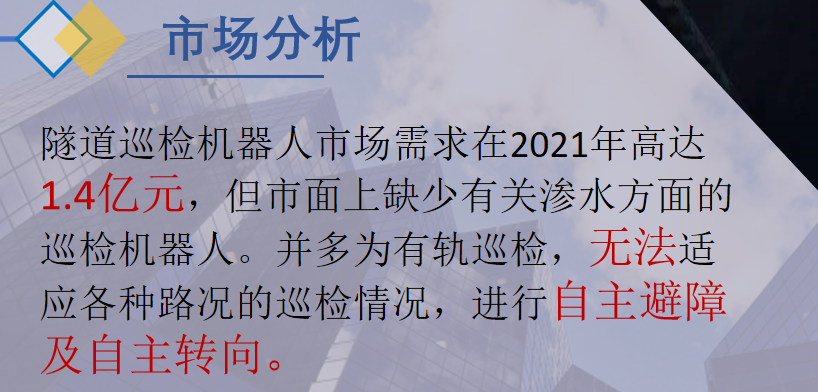 市场分析
隧道巡检机器人市场需求在2021年高达
1.4亿元，但市面上缺少有关渗水方面的
巡检机器人。并多为有轨巡检，无法适
应各种路况的巡检情况，进行自主避障
及自主转向。